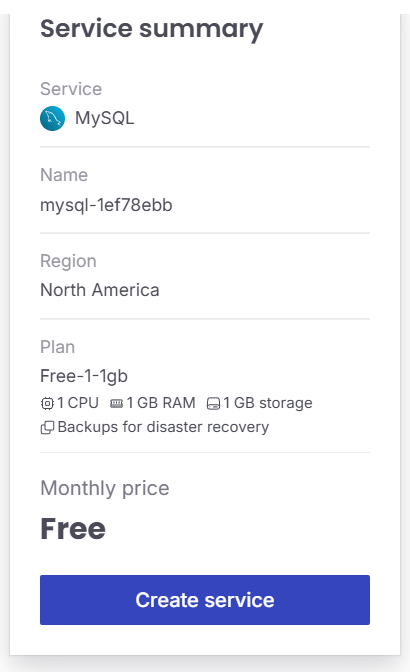 Service summary
Service
MySQL
Name
mysql-1ef78ebb
Region
North America
Plan
Free-1-1gb
1 CPU 1 GB RAM 1 GB storage
Backups for disaster recovery
Monthly price
Free
Create service